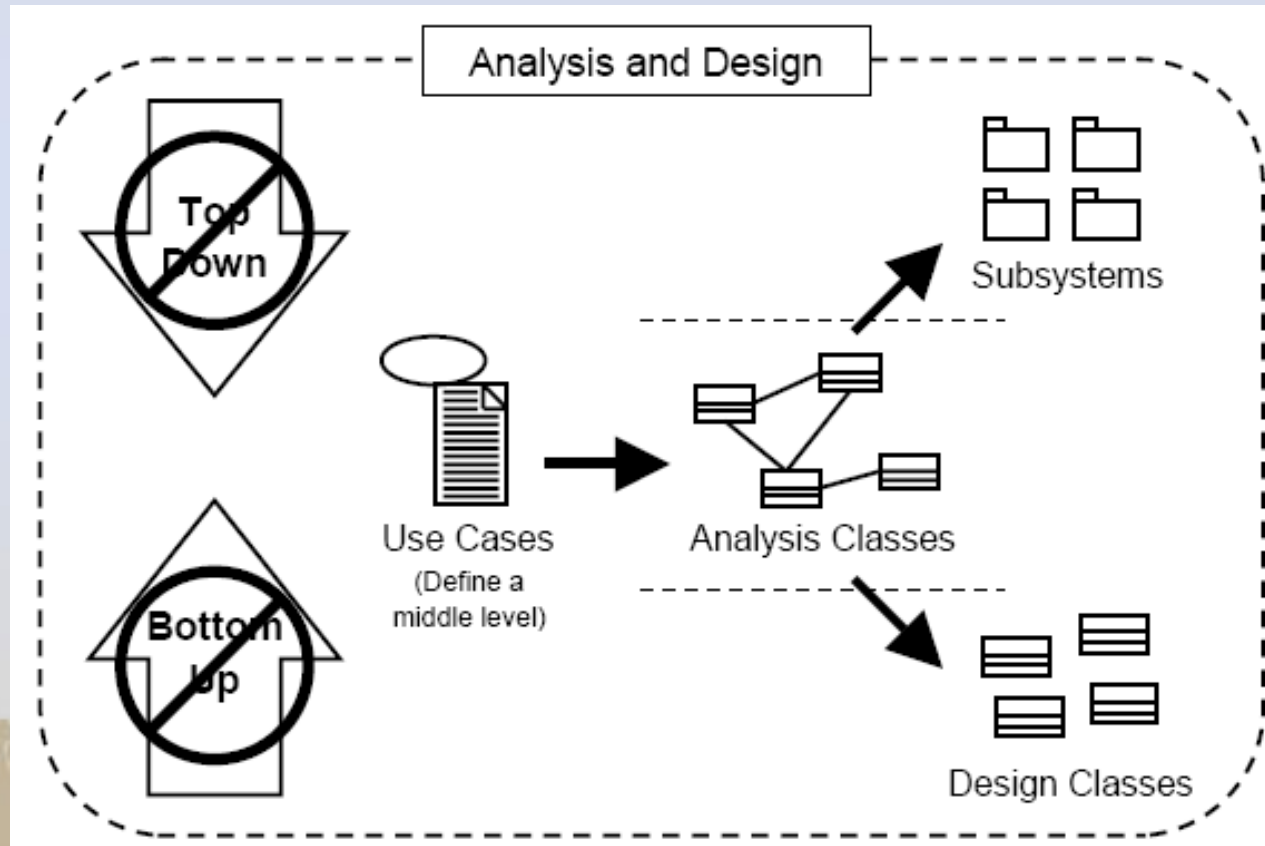 Analysis and Design
Top
Down
Subsystems
Use Cases
(Define a
middle level)
Analysis Classes
Bottom
Up
Design Classes